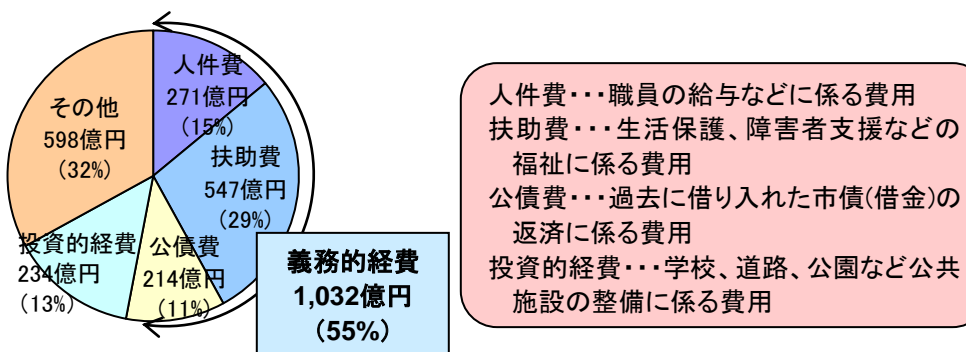 人件費
271億円
(15%)
扶助費
547億円
(29%)
公債費
214億円
(11%)
投資的経費
234億円
(13%)
その他
598億円
(32%)
義務的経費
1,032億円
(55%)
人件費・・・職員の給与などに係る費用
扶助費・・・生活保護、障害者支援などの
福祉に係る費用
公債費・・・過去に借り入れた市債(借金)の
返済に係る費用
投資的経費・・・学校、道路、公園など公共
施設の整備に係る費用